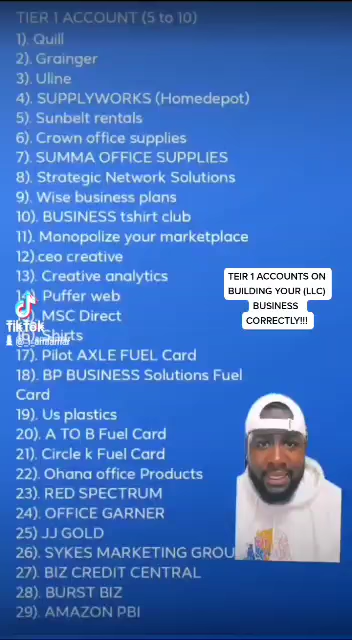 TIER 1 ACCOUNT (5 to 10)
1). Quill
2). Grainger
3). Uline
4). SUPPLYWORKS (Homedepot)
5). Sunbelt rentals
6). Crown office supplies
7). SUMMA OFFICE SUPPLIES
8). Strategic Network Solutions
9). Wise business plans
10). BUSINESS tshirt club
11). Monopolize your marketplace
12).ceo creative
13). Creative analytics
Puffer web
MSC Direct
Shirts
17). Pilot AXLE FUEL Card
18). BP BUSINESS Solutions Fuel
Card
19). Us plastics
20). A TO B Fuel Card
21). Circle k Fuel Card
22). Ohana office Products
23). RED SPECTRUM
24). OFFICE GARNER
25) JJ GOLD
26). SYKES MARKETING GROU
27). BIZ CREDIT CENTRAL
28). BURST BIZ
29). AMAZON PBI
TEIR 1 ACCOUNTS ON
BUILDING YOUR (LLC)
BUSINESS
CORRECTLY!!!
TikTok